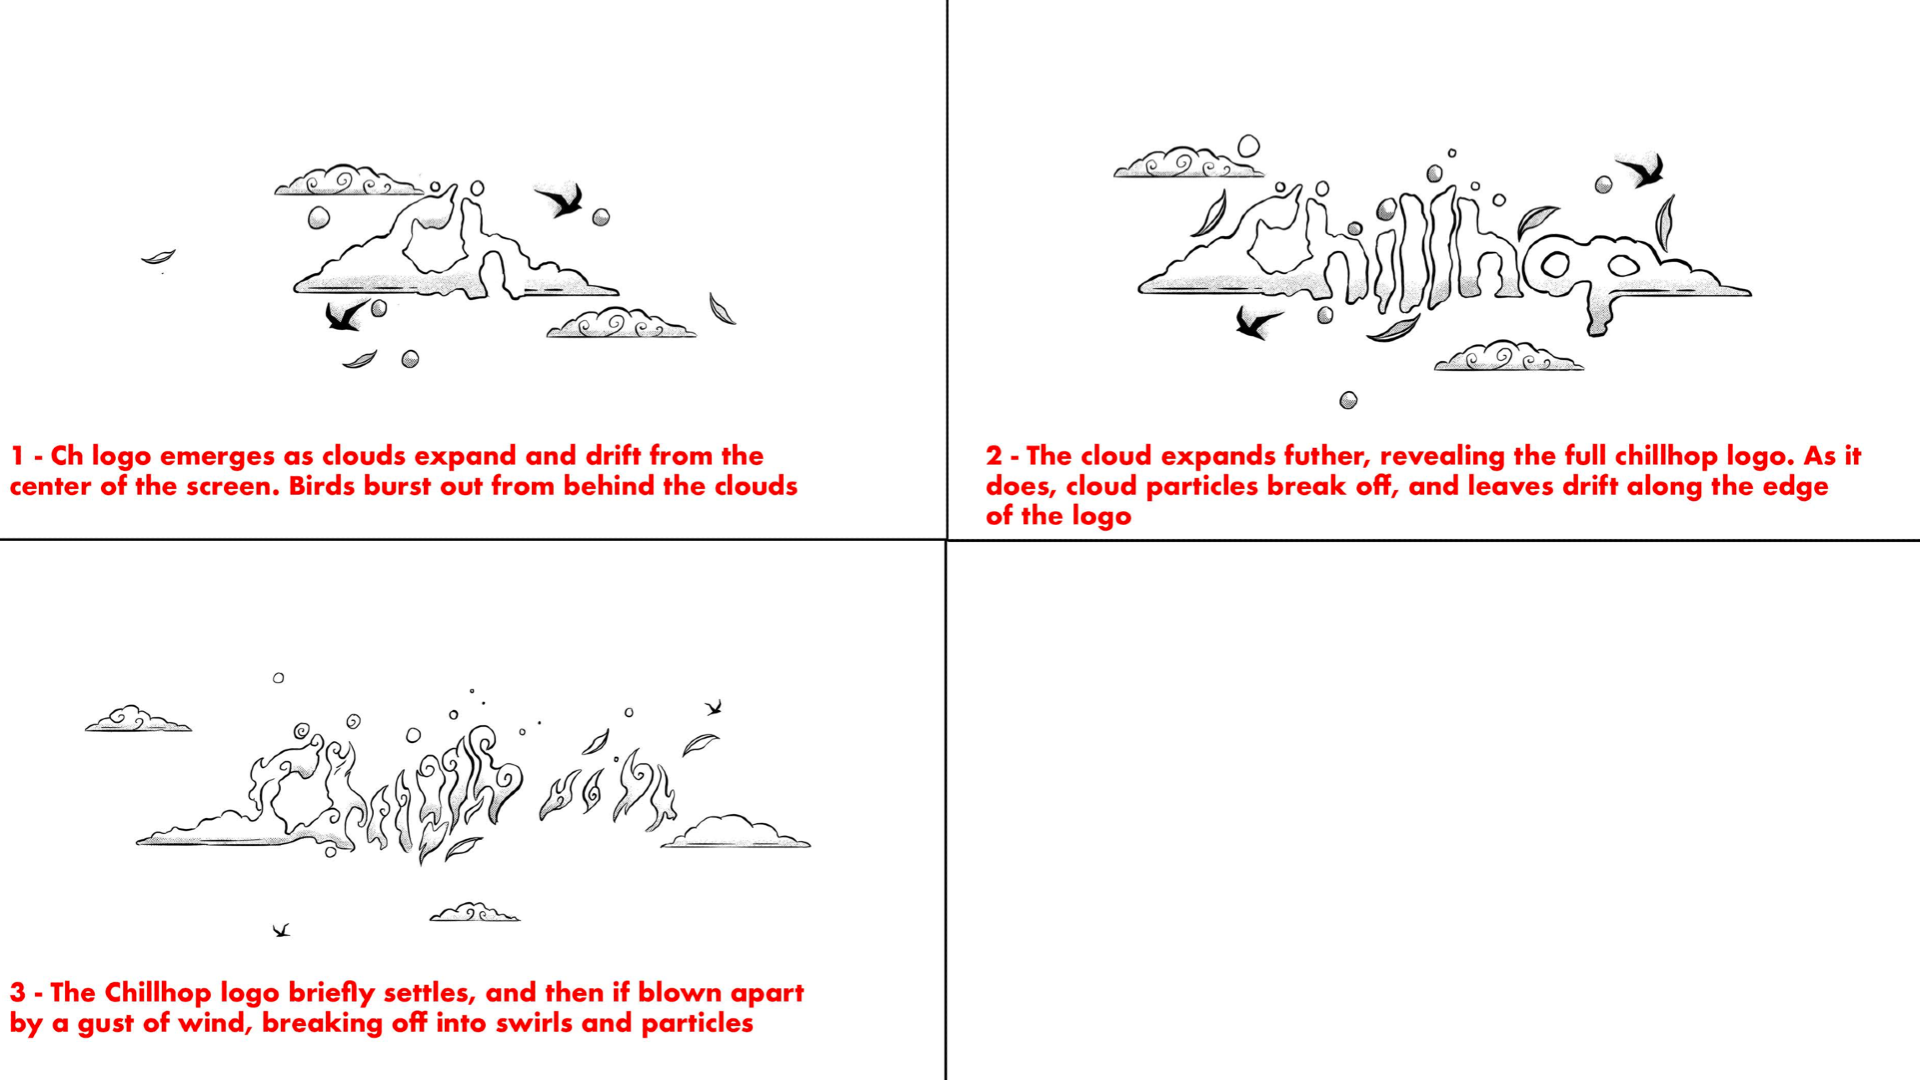 Ch
1 - Ch logo emerges as clouds expand and drift from the
center of the screen. Birds burst out from behind the clouds
Chillhop
2 - The cloud expands futher, revealing the full chillhop logo. As it
does, cloud particles break off, and leaves drift along the edge
of the logo
3 - The Chillhop logo briefly settles, and then if blown apart
by a gust of wind, breaking off into swirls and particles